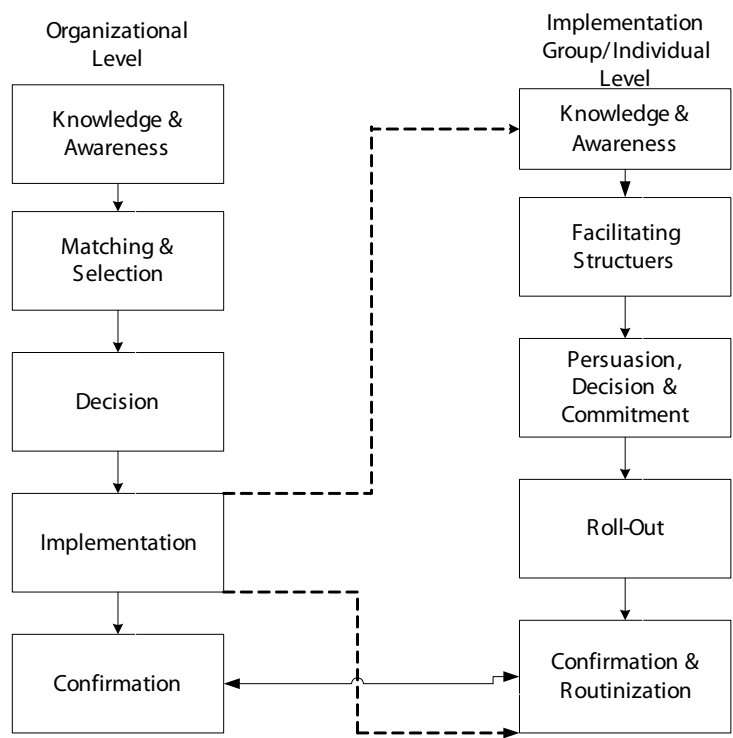 Organizational
Level
Knowledge &
Awareness
Matching &
Selection
Decision
Implementation
Confirmation
Implementation
Group/Individual
Level
Knowledge &
Awareness
Facilitating
Structuers
Persuasion,
Decision &
Commitment
Roll-Out
Confirmation &
Routinization